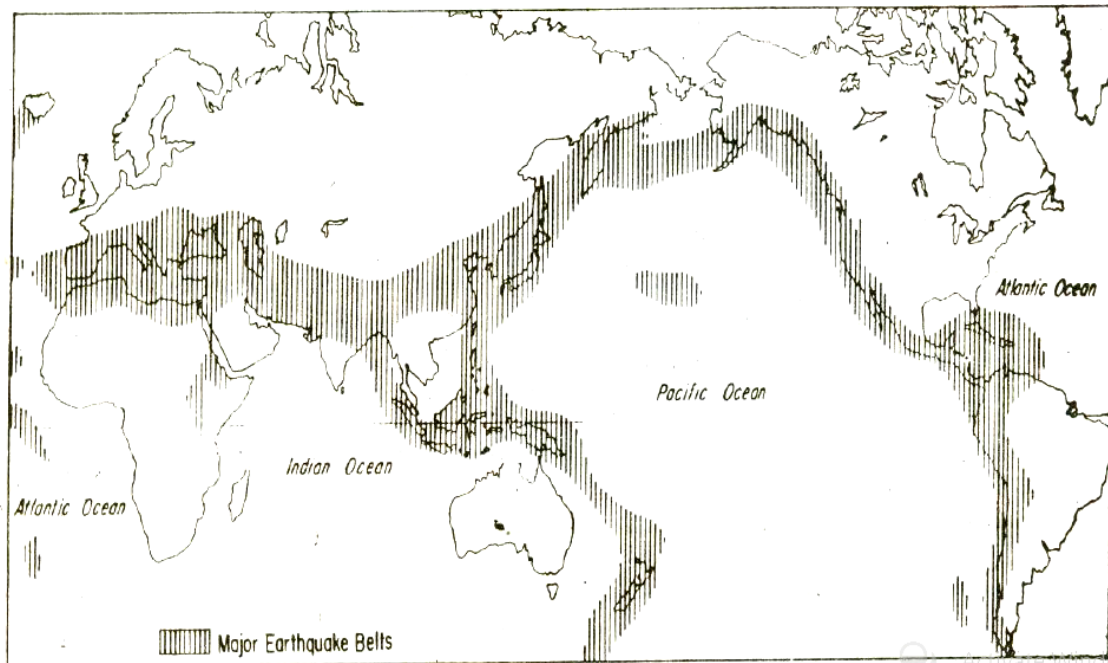 Atlantic Ocean
Pacific Ocean
Indian Ocean
Atlantic Ocean
Major Earthquake Belts